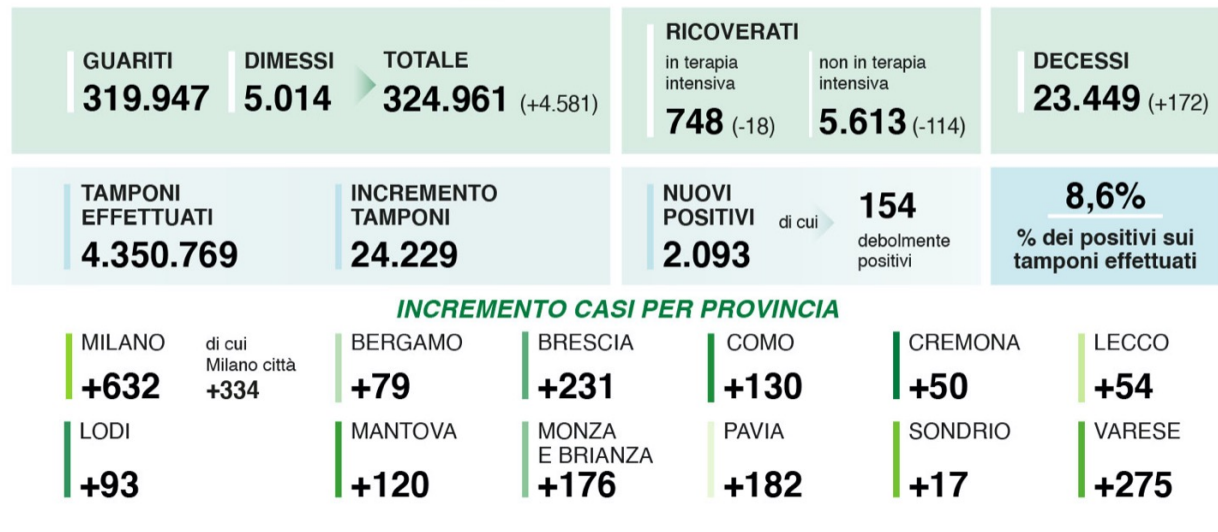 GUARITI
319.947
DIMESSI
5.014
TOTALE
324.961 (+4.581)
RICOVERATI
in terapia
intensiva
748 (-18)
non in terapia
intensiva
5.613 (-114)
DECESSI
23.449 (+172)
TAMPONI
EFFETTUATI
4.350.769
INCREMENTO
TAMPONI
24.229
NUOVI
POSITIVI
2.093
di cui
154
debolmente
positivi
8,6%
% dei positivi sui
tamponi effettuati
INCREMENTO CASI PER PROVINCIA
MILANO
+632
di cui
Milano città
+334
BERGAMO
+79
BRESCIA
+231
COMO
+130
CREMONA
+50
LECCO
+54
LODI
+93
MANTOVA
+120
MONZA
E BRIANZA
+176
PAVIA
+182
SONDRIO
+17
VARESE
+275